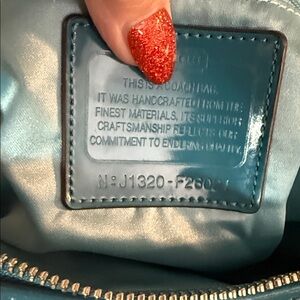 THIS IS A COACH BAG.
IT WAS HANDCRAFTED FROM THE
FINEST MATERIALS. ITS SUPERIOR
CRAFTSMANSHIP REFLECTS OUR
COMMITMENT TO ENDURING QUALITY.
Nº J1320-F26